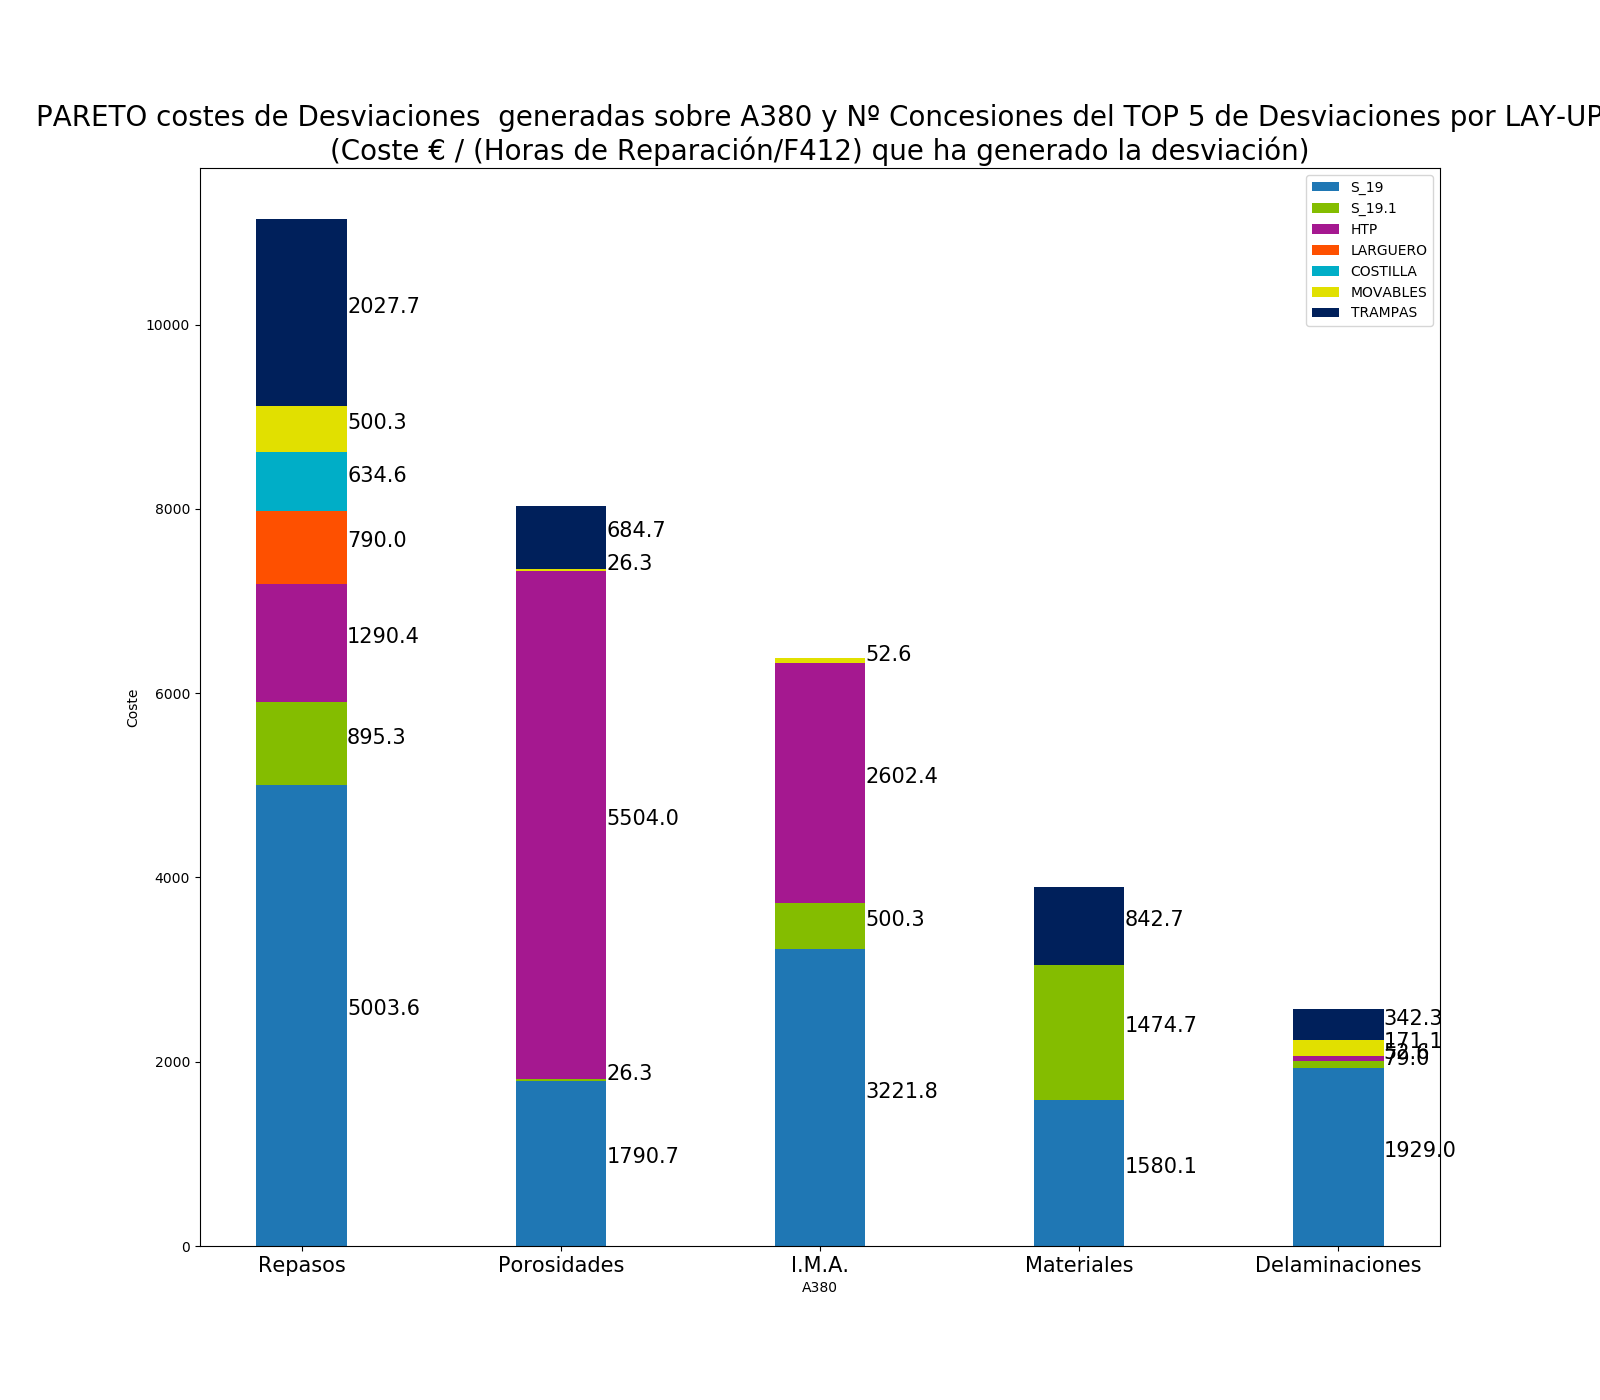 PARETO costes de Desviaciones  generadas sobre A380 y Nº Concesiones del TOP 5 de Desviaciones por LAY-UP
(Coste € / (Horas de Reparación/F412) que ha generado la desviación)
S_19
S_19.1
HTP
LARGUERO
COSTILLA
MOVABLES
TRAMPAS
Coste
10000
8000
6000
4000
2000
0
2027.7
500.3
634.6
790.0
1290.4
895.3
5003.6
684.7
26.3
5504.0
26.3
1790.7
52.6
2602.4
500.3
3221.8
842.7
1474.7
1580.1
342.3
171.1
52.6
79.0
1929.0
Repasos
Porosidades
I.M.A.
Materiales
Delaminaciones
A380